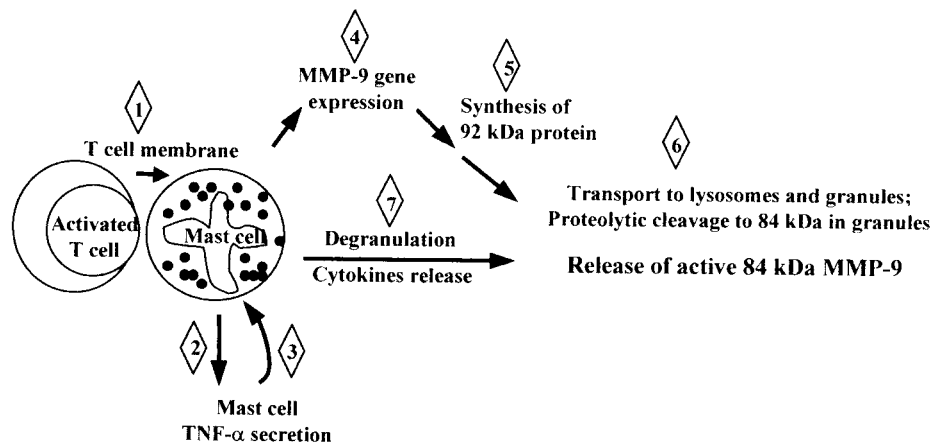 1
T cell membrane
Activated
T cell
Mast cell
2
3
Mast cell
TNF-α secretion
4
MMP-9 gene
expression
5
Synthesis of
92 kDa protein
6
Transport to lysosomes and granules;
Proteolytic cleavage to 84 kDa in granules
7
Degranulation
Cytokines release
Release of active 84 kDa MMP-9